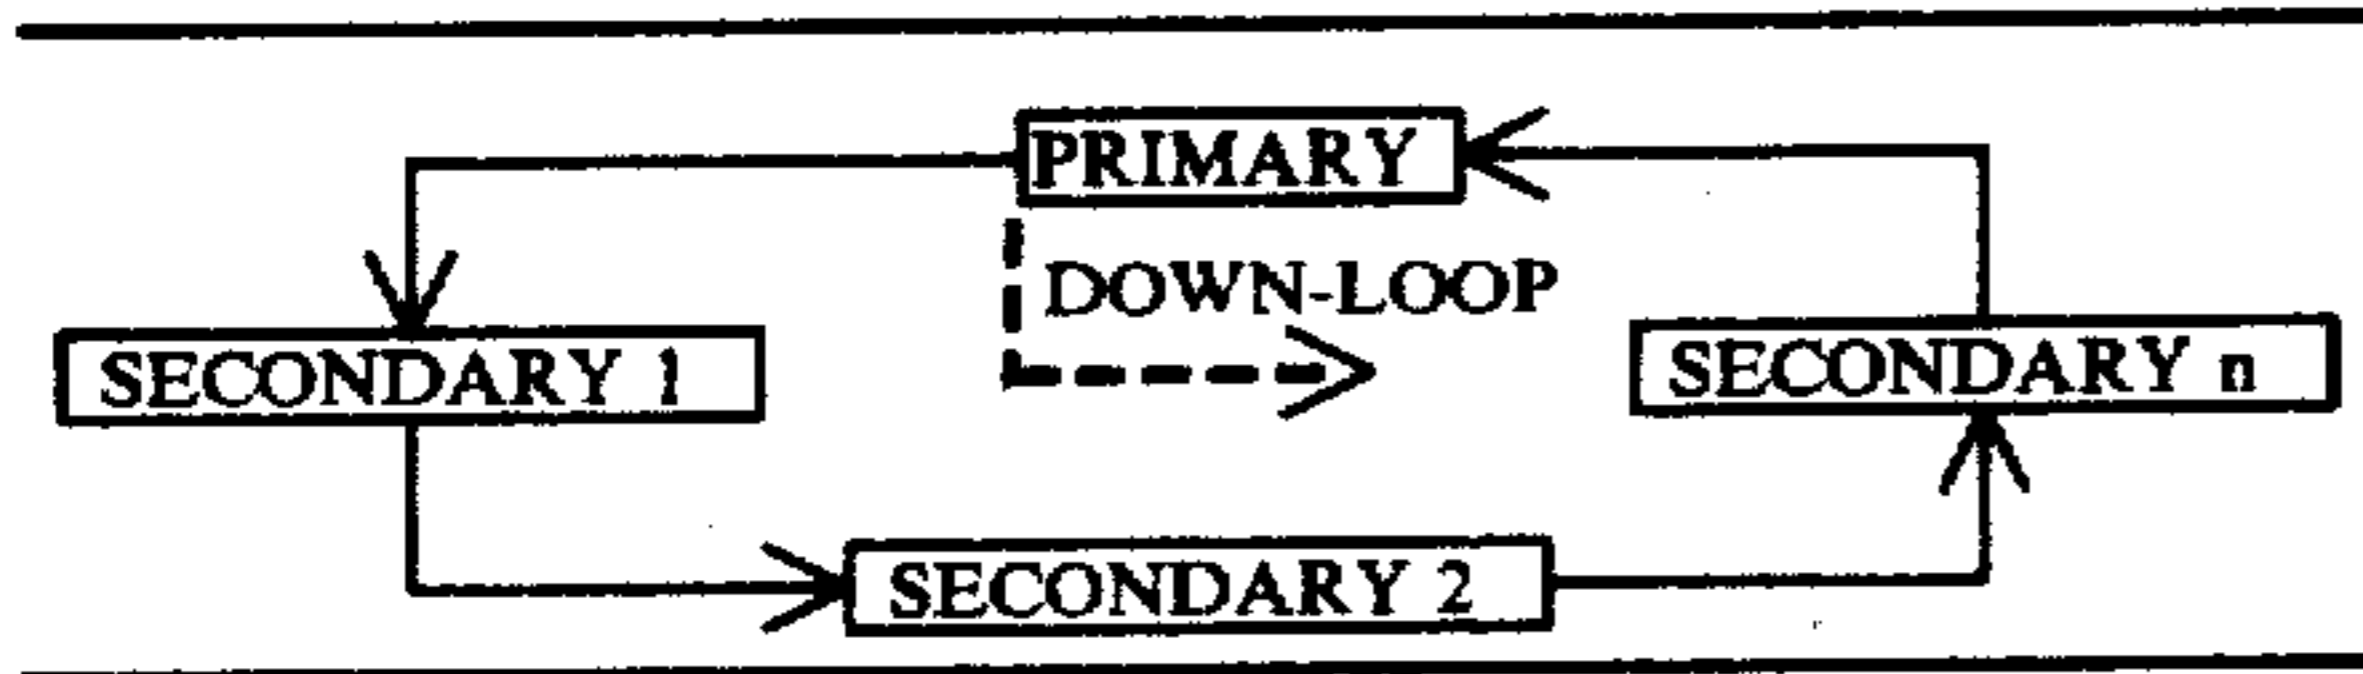 PRIMARY
DOWN-LOOP
SECONDARY 1
SECONDARY n
SECONDARY 2